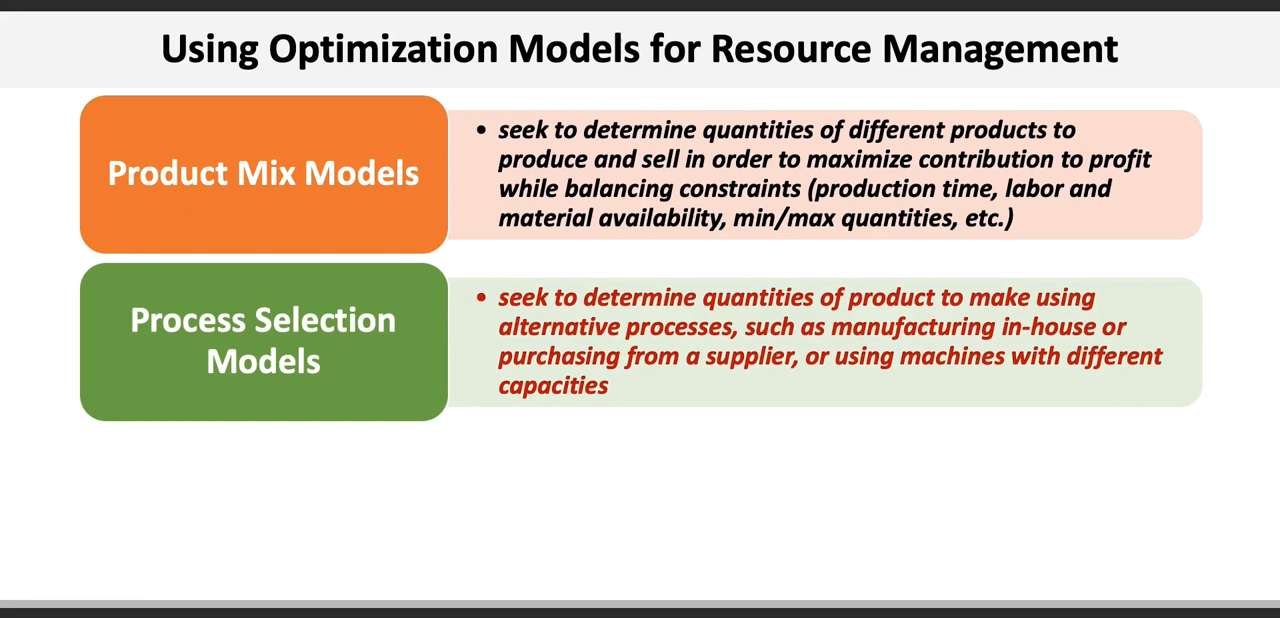 Using Optimization Models for Resource Management
Product Mix Models
• seek to determine quantities of different products to
produce and sell in order to maximize contribution to profit
while balancing constraints (production time, labor and
material availability, min/max quantities, etc.)
Process Selection
Models
• seek to determine quantities of product to make using
alternative processes, such as manufacturing in-house or
purchasing from a supplier, or using machines with different
capacities